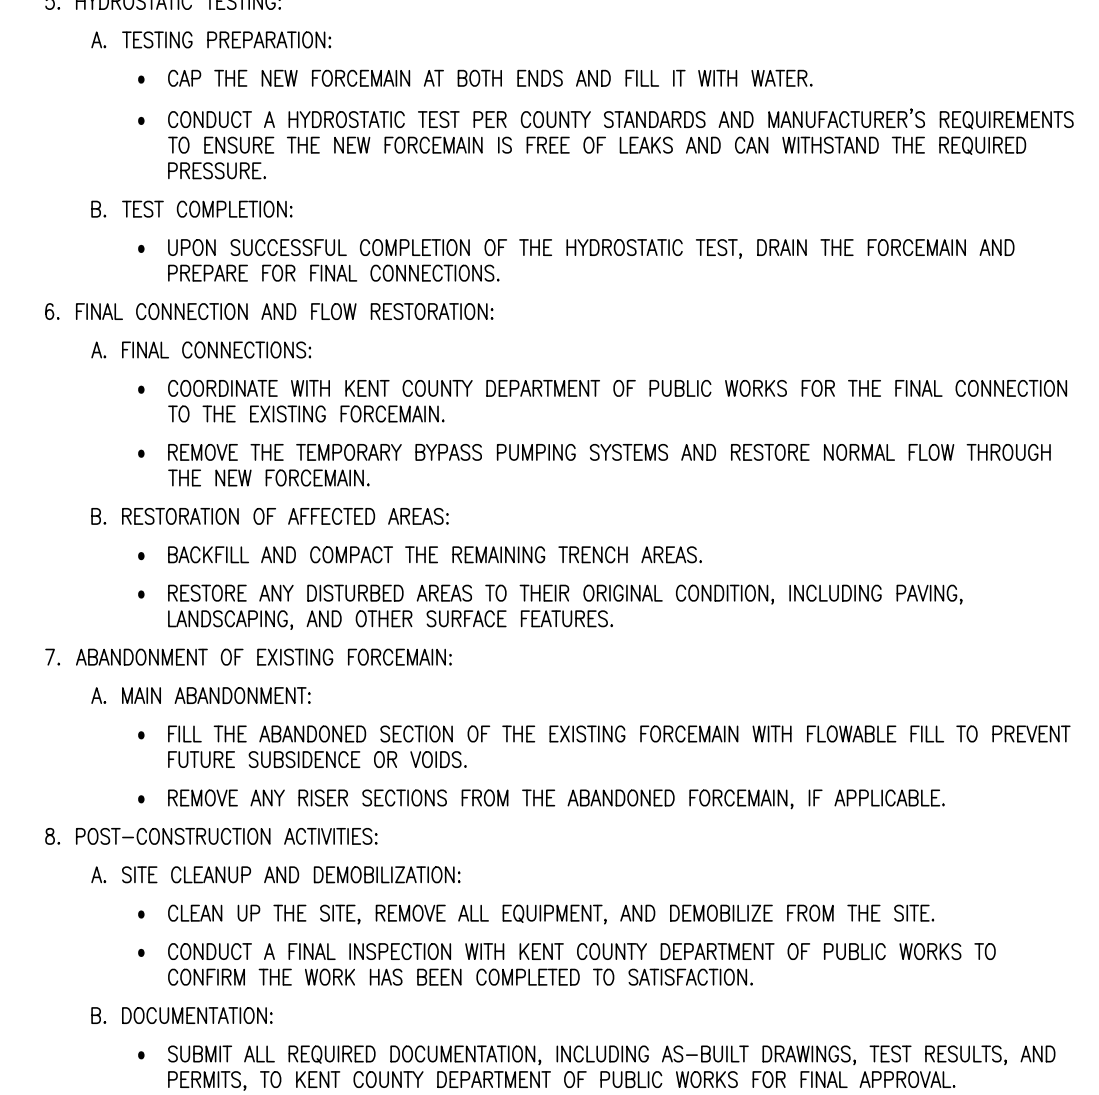 5. HYDROSTATIC TESTING:
A. TESTING PREPARATION:
• CAP THE NEW FORCEMAIN AT BOTH ENDS AND FILL IT WITH WATER.
• CONDUCT A HYDROSTATIC TEST PER COUNTY STANDARDS AND MANUFACTURER'S REQUIREMENTS
TO ENSURE THE NEW FORCEMAIN IS FREE OF LEAKS AND CAN WITHSTAND THE REQUIRED
PRESSURE.
B. TEST COMPLETION:
• UPON SUCCESSFUL COMPLETION OF THE HYDROSTATIC TEST, DRAIN THE FORCEMAIN AND
PREPARE FOR FINAL CONNECTIONS.
6. FINAL CONNECTION AND FLOW RESTORATION:
A. FINAL CONNECTIONS:
• COORDINATE WITH KENT COUNTY DEPARTMENT OF PUBLIC WORKS FOR THE FINAL CONNECTION
TO THE EXISTING FORCEMAIN.
• REMOVE THE TEMPORARY BYPASS PUMPING SYSTEMS AND RESTORE NORMAL FLOW THROUGH
THE NEW FORCEMAIN.
B. RESTORATION OF AFFECTED AREAS:
• BACKFILL AND COMPACT THE REMAINING TRENCH AREAS.
• RESTORE ANY DISTURBED AREAS TO THEIR ORIGINAL CONDITION, INCLUDING PAVING,
LANDSCAPING, AND OTHER SURFACE FEATURES.
7. ABANDONMENT OF EXISTING FORCEMAIN:
A. MAIN ABANDONMENT:
• FILL THE ABANDONED SECTION OF THE EXISTING FORCEMAIN WITH FLOWABLE FILL TO PREVENT
FUTURE SUBSIDENCE OR VOIDS.
• REMOVE ANY RISER SECTIONS FROM THE ABANDONED FORCEMAIN, IF APPLICABLE.
8. POST-CONSTRUCTION ACTIVITIES:
A. SITE CLEANUP AND DEMOBILIZATION:
• CLEAN UP THE SITE, REMOVE ALL EQUIPMENT, AND DEMOBILIZE FROM THE SITE.
• CONDUCT A FINAL INSPECTION WITH KENT COUNTY DEPARTMENT OF PUBLIC WORKS TO
CONFIRM THE WORK HAS BEEN COMPLETED TO SATISFACTION.
B. DOCUMENTATION:
• SUBMIT ALL REQUIRED DOCUMENTATION, INCLUDING AS-BUILT DRAWINGS, TEST RESULTS, AND
PERMITS, TO KENT COUNTY DEPARTMENT OF PUBLIC WORKS FOR FINAL APPROVAL.